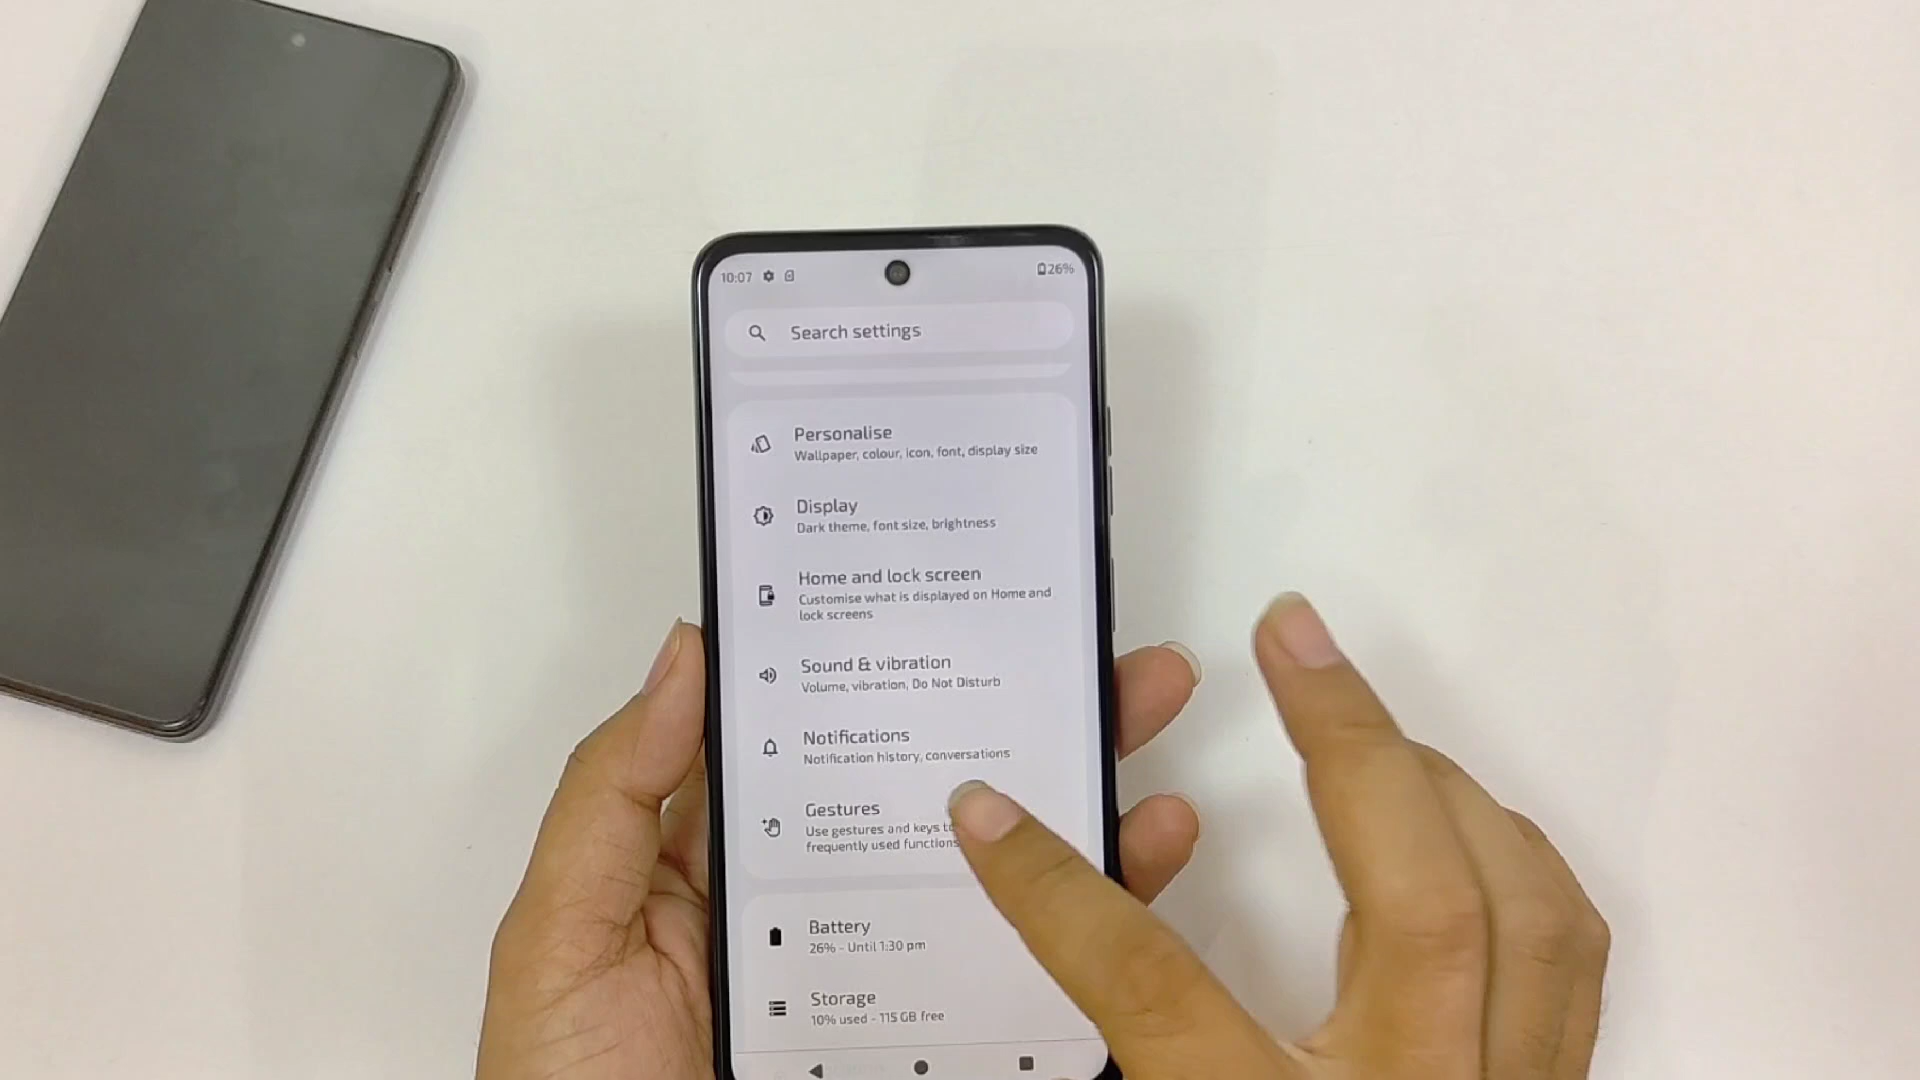 10:07
26%
Search settings
Personalise
Wallpaper, colour, icon, font, display size
Display
Dark theme, font size, brightness
Home and lock screen
Customise what is displayed on Home and
lock screens
Sound & vibration
Volume, vibration, Do Not Disturb
Notifications
Notification history, conversations
Gestures
Use gestures and keys to
frequently used functions
Battery
26% - Until 1:30 pm
Storage
10% used - 115 GB free